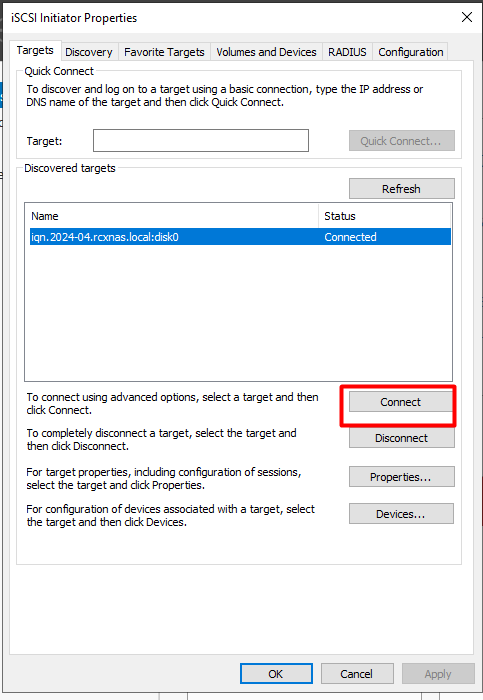 iSCSI Initiator Properties
Targets Discovery Favorite Targets Volumes and Devices RADIUS Configuration
Quick Connect
To discover and log on to a target using a basic connection, type the IP address or
DNS name of the target and then click Quick Connect.
Target: Quick Connect...
Discovered targets
Refresh
Name Status
iqn.2024-04.rcxnas.local:disk0 Connected
To connect using advanced options, select a target and then
click Connect.
Connect
To completely disconnect a target, select the target and
then click Disconnect.
Disconnect
For target properties, including configuration of sessions,
select the target and click Properties.
Properties...
For configuration of devices associated with a target, select
the target and then click Devices.
Devices...
OK Cancel Apply